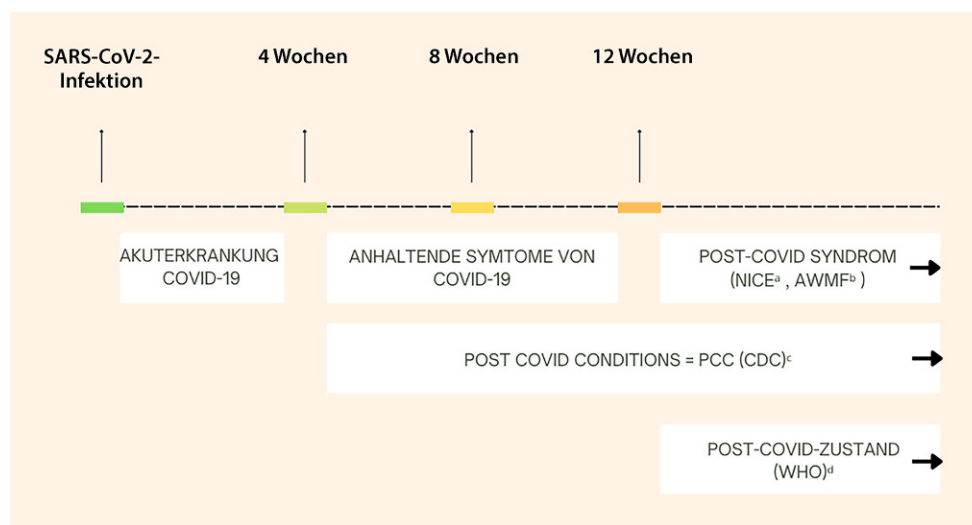 SARS-CoV-2-
Infektion
4 Wochen
8 Wochen
12 Wochen
AKUTERKRANKUNG
COVID-19
ANHALTENDE SYMTOME VON
COVID-19
POST-COVID SYNDROM
(NICEᵃ , AWMFᵇ )
POST COVID CONDITIONS = PCC (CDC)ᶜ
POST-COVID-ZUSTAND
(WHO)ᵈ